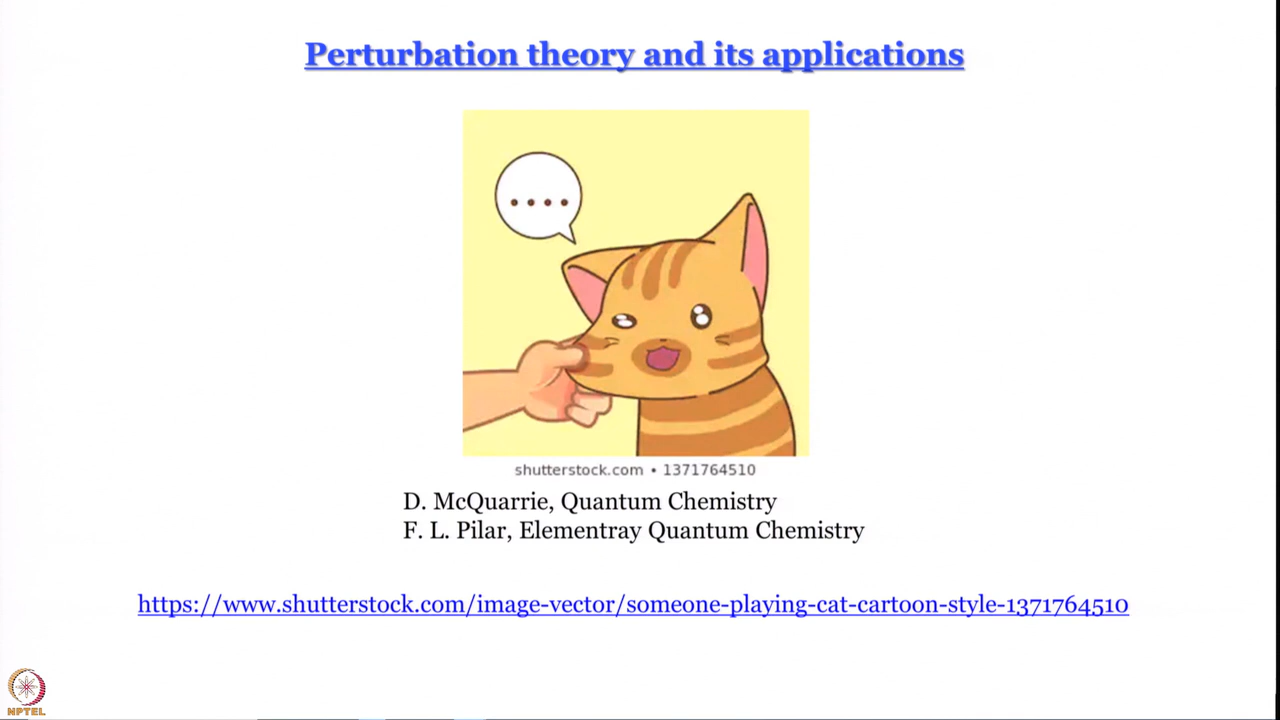 Perturbation theory and its applications
shutterstock.com • 1371764510
D. McQuarrie, Quantum Chemistry
F. L. Pilar, Elementray Quantum Chemistry
https://www.shutterstock.com/image-vector/someone-playing-cat-cartoon-style-1371764510
NPTEL